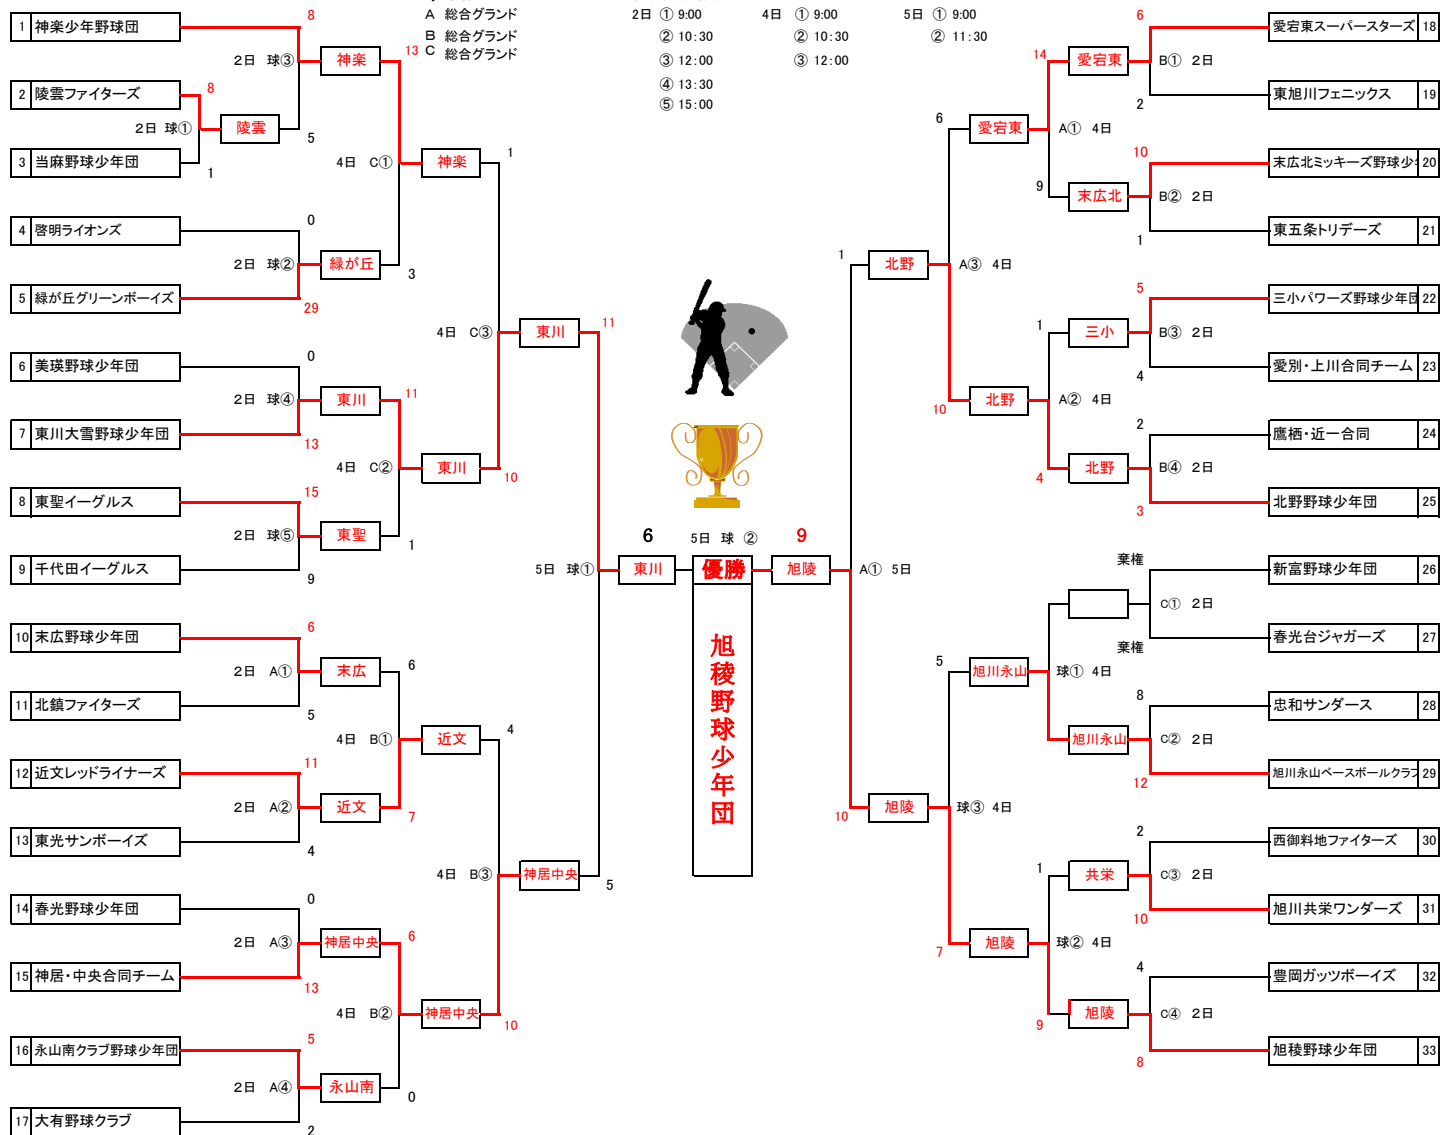 A 総合グランド
B 総合グランド
C 総合グランド
2日 ① 9:00
② 10:30
③ 12:00
④ 13:30
⑤ 15:00
4日 ① 9:00
② 10:30
③ 12:00
5日 ① 9:00
② 11:30
1 神楽少年野球団
8
2日 球③
神楽
13
2 陵雲ファイターズ
8
2日 球①
陵雲
5
3 当麻野球少年団
1
4日 C①
神楽
1
4 啓明ライオンズ
0
2日 球②
緑が丘
3
5 緑が丘グリーンボーイズ
29
4日 C③
東川
11
6 美瑛野球少年団
0
2日 球④
東川
11
7 東川大雪野球少年団
13
4日 C②
東川
10
8 東聖イーグルス
15
2日 球⑤
東聖
1
9 千代田イーグルス
9
5日 球①
東川
6
5日 球 ②
優勝
旭稜野球少年団
9
旭陵
A① 5日
10 末広野球少年団
6
2日 A①
末広
6
11 北鎮ファイターズ
5
4日 B①
近文
4
12 近文レッドライナーズ
11
2日 A②
近文
7
13 東光サンボーイズ
4
4日 B③
神居中央
5
14 春光野球少年団
0
2日 A③
神居中央
6
15 神居・中央合同チーム
13
4日 B②
神居中央
10
16 永山南クラブ野球少年団
5
2日 A④
永山南
0
17 大有野球クラブ
2
6
愛宕東スーパースターズ 18
14
愛宕東
B① 2日
2
東旭川フェニックス 19
6
愛宕東
A① 4日
10
末広北ミッキーズ野球少 20
9
末広北
B② 2日
1
東五条トリデーズ 21
1
北野
A③ 4日
5
三小パワーズ野球少年団 22
1
三小
B③ 2日
4
愛別・上川合同チーム 23
10
北野
A② 4日
2
鷹栖・近一合同 24
4
北野
B④ 2日
3
北野野球少年団 25
棄権
新富野球少年団 26
C① 2日
棄権
春光台ジャガーズ 27
5
旭川永山
球① 4日
8
忠和サンダース 28
旭川永山
C② 2日
12
旭川永山ベースボールクラブ 29
10
旭陵
球③ 4日
2
西御料地ファイターズ 30
1
共栄
C③ 2日
10
旭川共栄ワンダーズ 31
7
旭陵
球② 4日
4
豊岡ガッツボーイズ 32
9
旭陵
C④ 2日
8
旭稜野球少年団 33